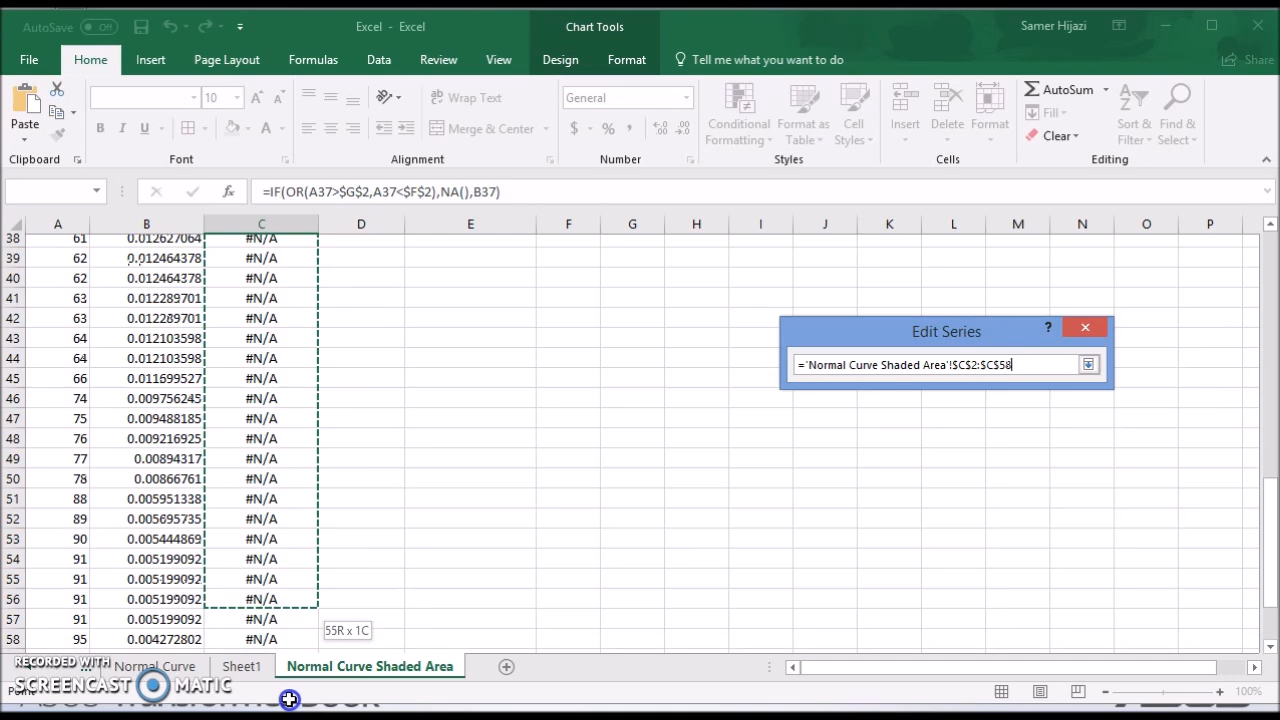 AutoSave Off Excel - Excel Chart Tools Samer Hijazi
File Home Insert Page Layout Formulas Data Review View Design Format Tell me what you want to do Share
Paste 10 Wrap Text General Conditional Formatting Format as Table Cell Styles Insert Delete Format AutoSum Fill Clear Sort & Filter Find & Select
B I U A Merge & Center $ % ,
Clipboard Font Alignment Number Styles Cells Editing
fx =IF(OR(A37>$G$2,A37<$F$2),NA(),B37)
A B C D E F G H I J K L M N O P
38 61 0.012627064 #N/A
39 62 0.012464378 #N/A
40 62 0.012464378 #N/A
41 63 0.012289701 #N/A
42 63 0.012289701 #N/A
43 64 0.012103598 #N/A
44 64 0.012103598 #N/A
45 66 0.011699527 #N/A
46 74 0.009756245 #N/A
47 75 0.009488185 #N/A
48 76 0.009216925 #N/A
49 77 0.00894317 #N/A
50 78 0.00866761 #N/A
51 88 0.005951338 #N/A
52 89 0.005695735 #N/A
53 90 0.005444869 #N/A
54 91 0.005199092 #N/A
55 91 0.005199092 #N/A
56 91 0.005199092 #N/A
57 91 0.005199092 #N/A
58 95 0.004272802 #N/A
Edit Series ?
='Normal Curve Shaded Area'!$C$2:$C$58
55R x 1C
... Normal Curve Sheet1 Normal Curve Shaded Area
RECORDED WITH
SCREENCAST MATIC
Point 100%